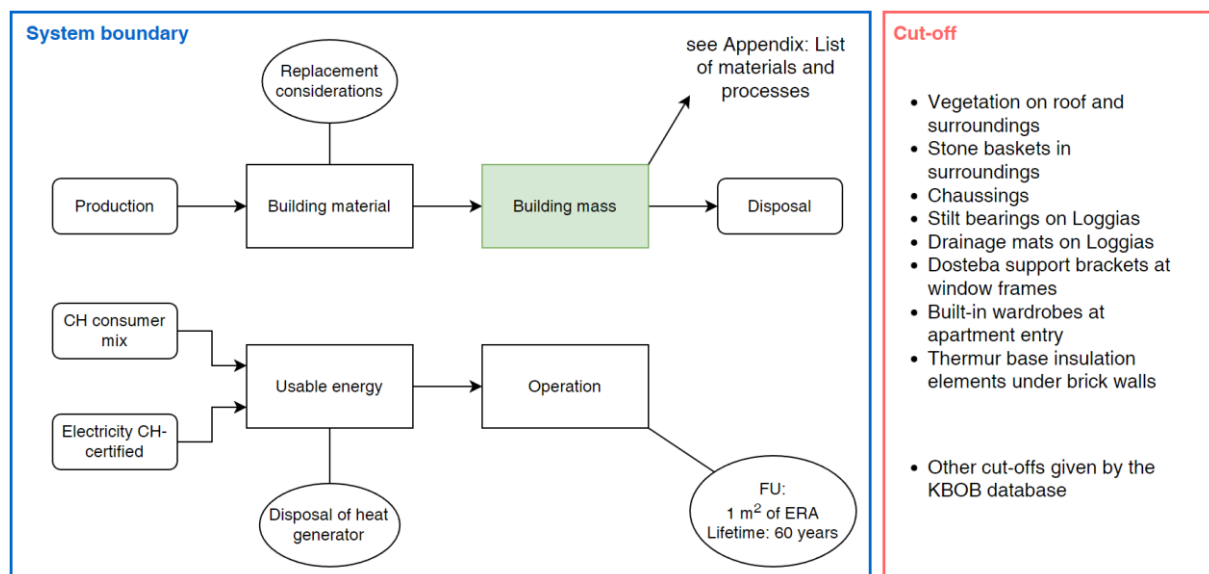 System boundary
Replacement
considerations
see Appendix: List
of materials and
processes
Production
Building material
Building mass
Disposal
CH consumer
mix
Usable energy
Operation
Electricity CH-
certified
Disposal of heat
generator
FU:
1 m² of ERA
Lifetime: 60 years
Cut-off
• Vegetation on roof and
surroundings
• Stone baskets in
surroundings
• Chaussings
• Stilt bearings on Loggias
• Drainage mats on Loggias
• Dosteba support brackets at
window frames
• Built-in wardrobes at
apartment entry
• Thermur base insulation
elements under brick walls
• Other cut-offs given by the
KBOB database